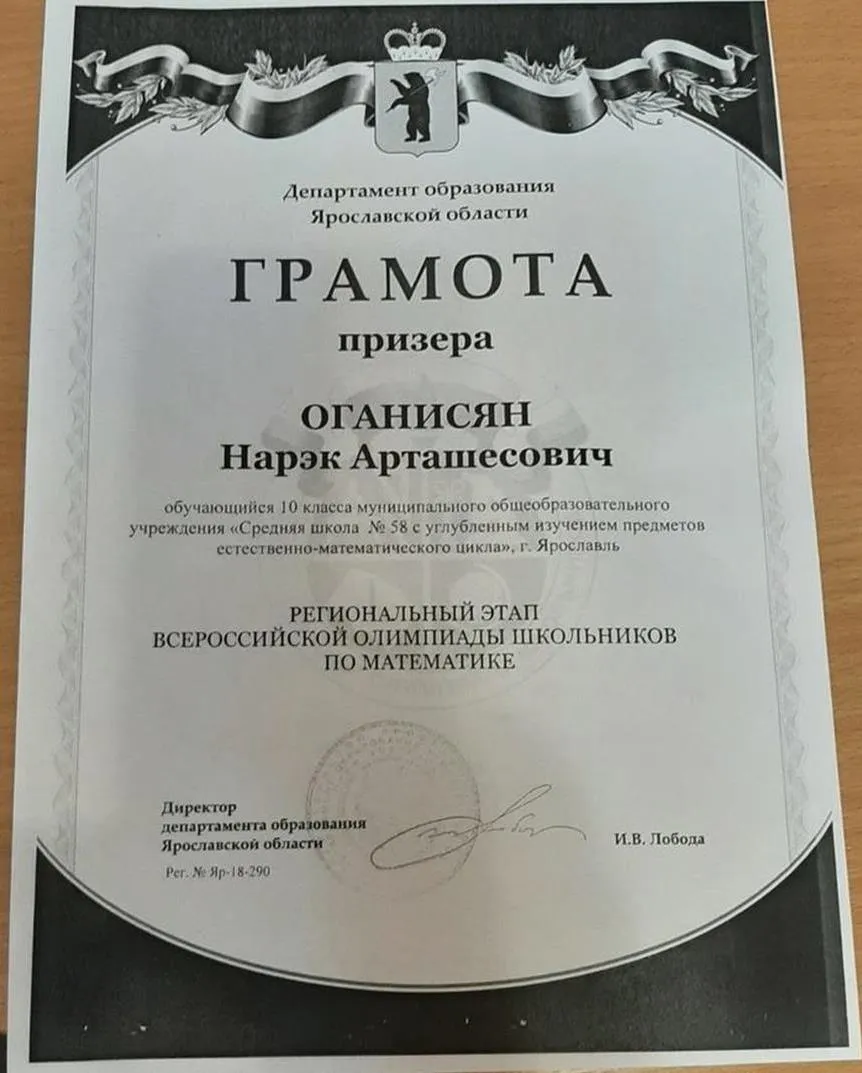 Департамент образования
Ярославской области
ГРАМОТА
призера
ОГАНИСЯН
Нарэк Арташесович
обучающийся 10 класса муниципального общеобразовательного
учреждения «Средняя школа № 58 с углубленным изучением предметов
естественно-математического цикла», г. Ярославль
РЕГИОНАЛЬНЫЙ ЭТАП
ВСЕРОССИЙСКОЙ ОЛИМПИАДЫ ШКОЛЬНИКОВ
ПО МАТЕМАТИКЕ
Директор
департамента образования
Ярославской области
И.В. Лобода
Рег. № Яр-18-290